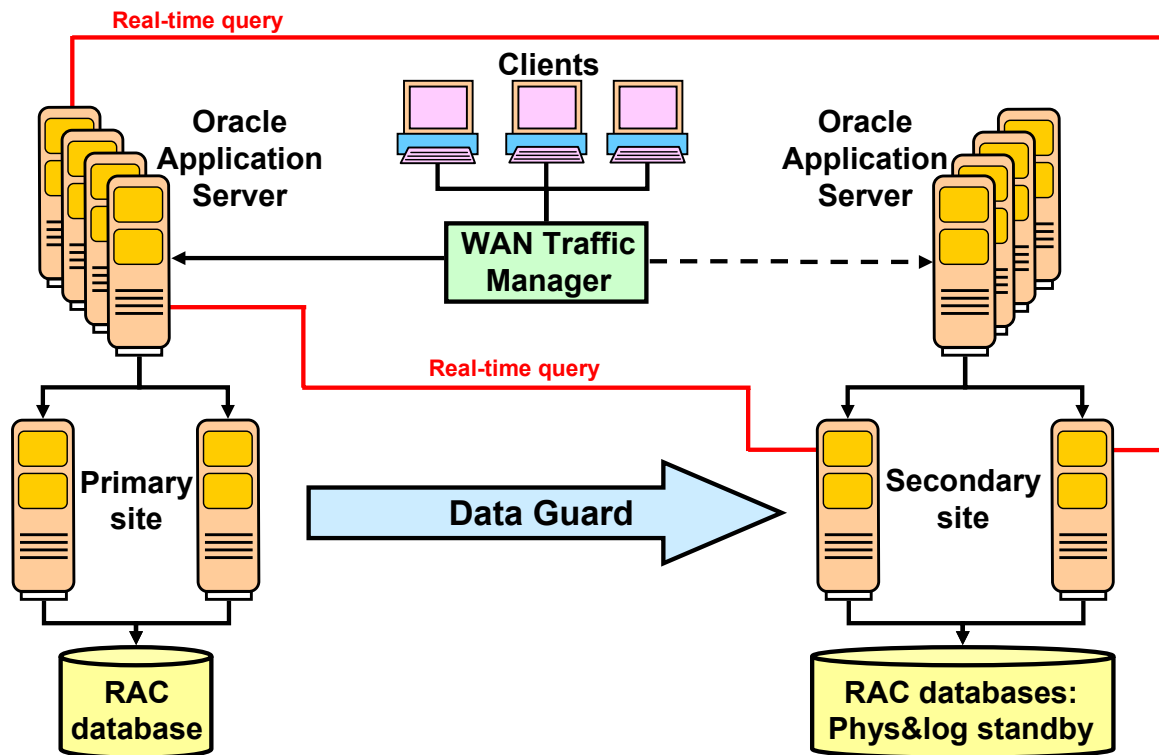 Real-time query
Clients
Oracle
Application
Server
Oracle
Application
Server
WAN Traffic
Manager
Real-time query
Primary
site
Data Guard
Secondary
site
RAC
database
RAC databases:
Phys&log standby